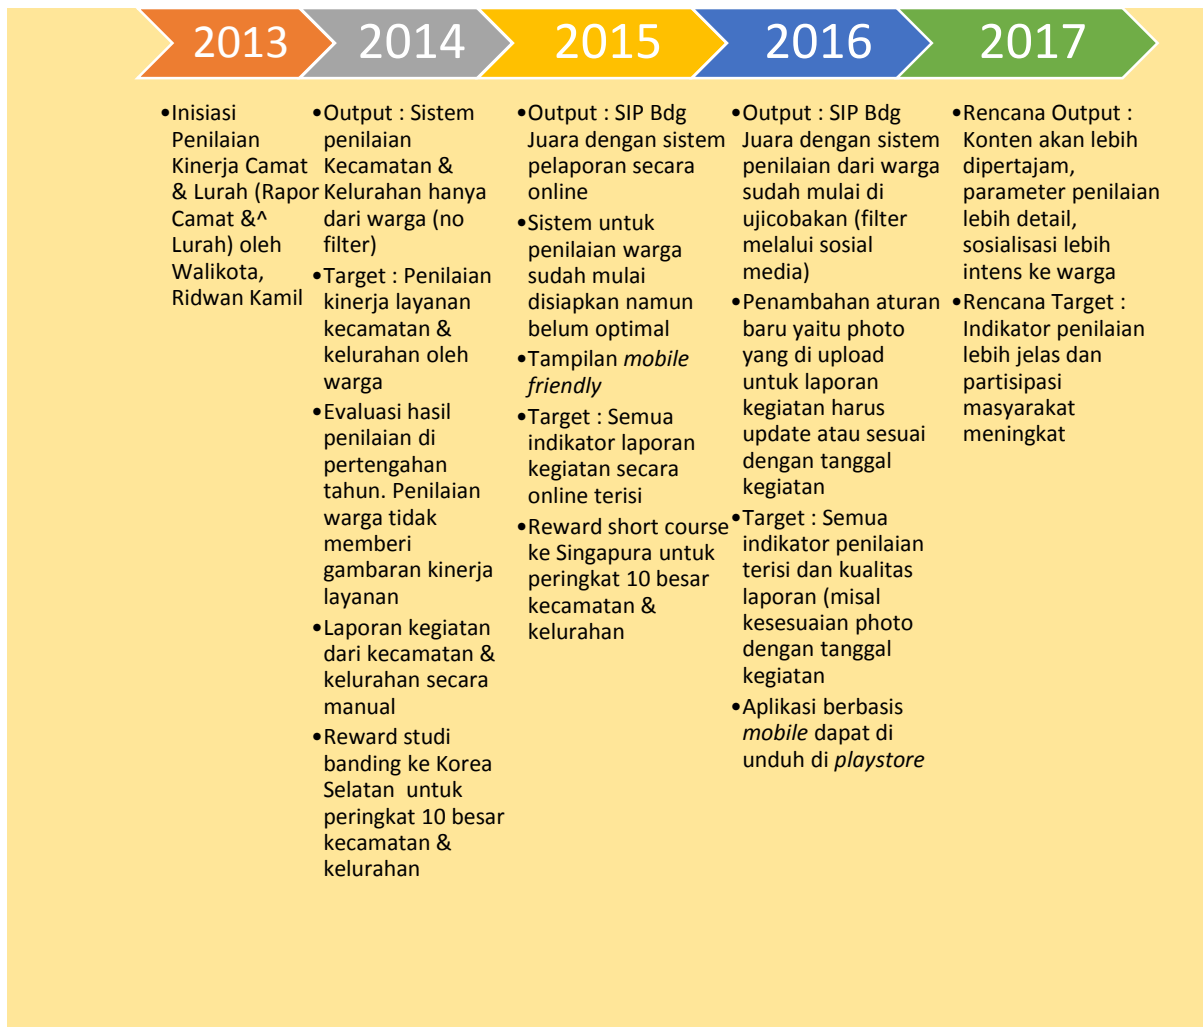 2013
2014
2015
2016
2017
•Inisiasi
Penilaian
Kinerja Camat
& Lurah (Rapor
Camat &^
Lurah) oleh
Walikota,
Ridwan Kamil
•Output : Sistem
penilaian
Kecamatan &
Kelurahan hanya
dari warga (no
filter)
•Target : Penilaian
kinerja layanan
kecamatan &
kelurahan oleh
warga
•Evaluasi hasil
penilaian di
pertengahan
tahun. Penilaian
warga tidak
memberi
gambaran kinerja
layanan
•Laporan kegiatan
dari kecamatan &
kelurahan secara
manual
•Reward studi
banding ke Korea
Selatan untuk
peringkat 10 besar
kecamatan &
kelurahan
•Output : SIP Bdg
Juara dengan sistem
pelaporan secara
online
•Sistem untuk
penilaian warga
sudah mulai
disiapkan namun
belum optimal
•Tampilan mobile
friendly
•Target : Semua
indikator laporan
kegiatan secara
online terisi
•Reward short course
ke Singapura untuk
peringkat 10 besar
kecamatan &
kelurahan
•Output : SIP Bdg
Juara dengan sistem
penilaian dari warga
sudah mulai di
ujicobakan (filter
melalui sosial
media)
•Penambahan aturan
baru yaitu photo
yang di upload
untuk laporan
kegiatan harus
update atau sesuai
dengan tanggal
kegiatan
•Target : Semua
indikator penilaian
terisi dan kualitas
laporan (misal
kesesuaian photo
dengan tanggal
kegiatan
•Aplikasi berbasis
mobile dapat di
unduh di playstore
•Rencana Output :
Konten akan lebih
dipertajam,
parameter penilaian
lebih detail,
sosialisasi lebih
intens ke warga
•Rencana Target :
Indikator penilaian
lebih jelas dan
partisipasi
masyarakat
meningkat